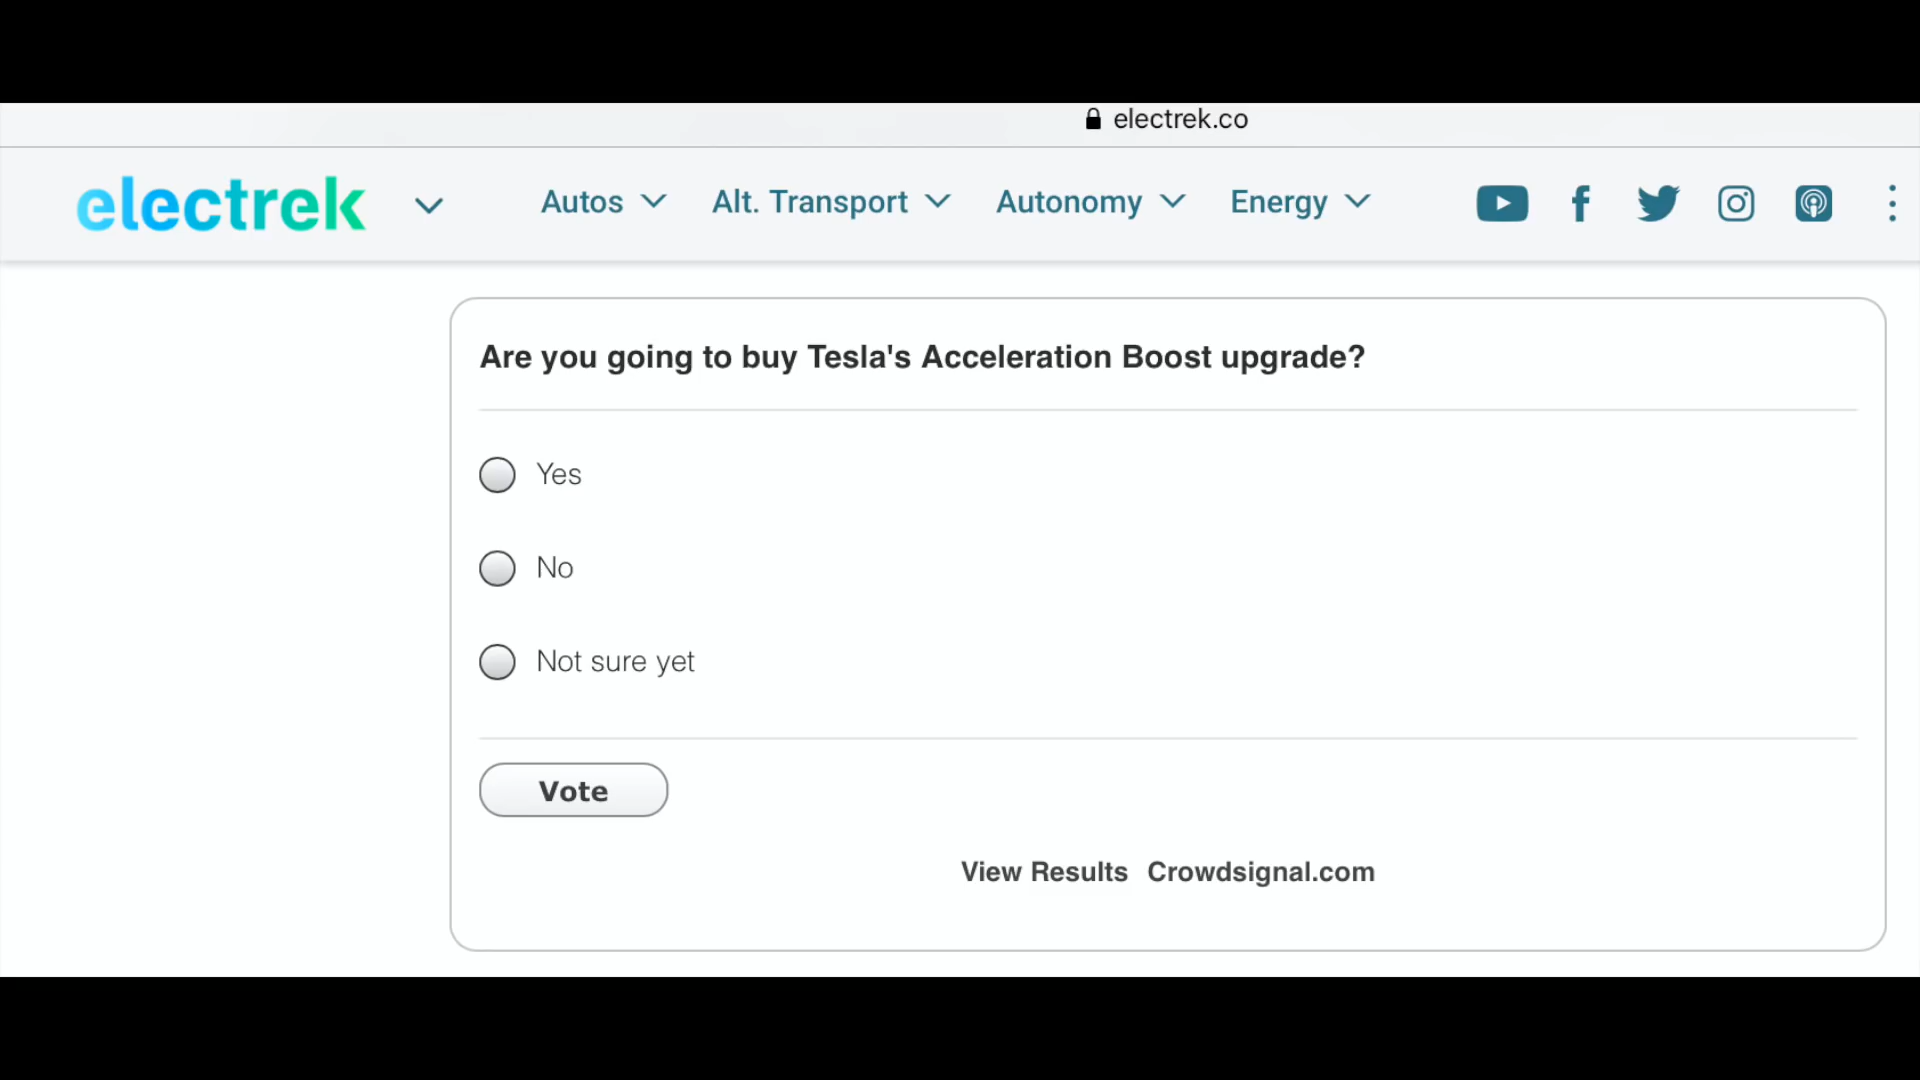 electrek.co
electrek Autos Alt. Transport Autonomy Energy
Are you going to buy Tesla's Acceleration Boost upgrade?
Yes
No
Not sure yet
Vote
View Results Crowdsignal.com